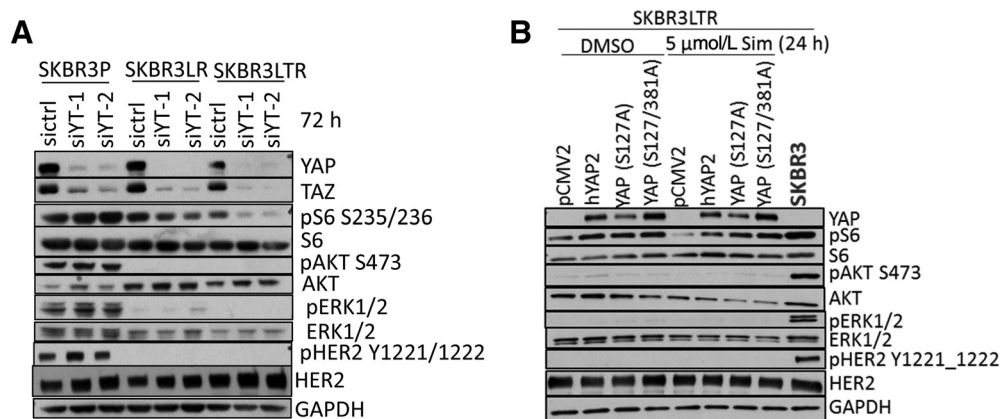 A
SKBR3P SKBR3LR SKBR3LTR
sictrl siYT-1 siYT-2 sictrl siYT-1 siYT-2 sictrl siYT-1 siYT-2
72 h
YAP
TAZ
pS6 S235/236
S6
pAKT S473
AKT
pERK1/2
ERK1/2
pHER2 Y1221/1222
HER2
GAPDH
B
SKBR3LTR
DMSO 5 μmol/L Sim (24 h)
pCMV2 hYAP2 YAP (S127A) YAP (S127/381A) pCMV2 hYAP2 YAP (S127A) YAP (S127/381A) SKBR3
YAP
pS6
S6
pAKT S473
AKT
pERK1/2
ERK1/2
pHER2 Y1221_1222
HER2
GAPDH